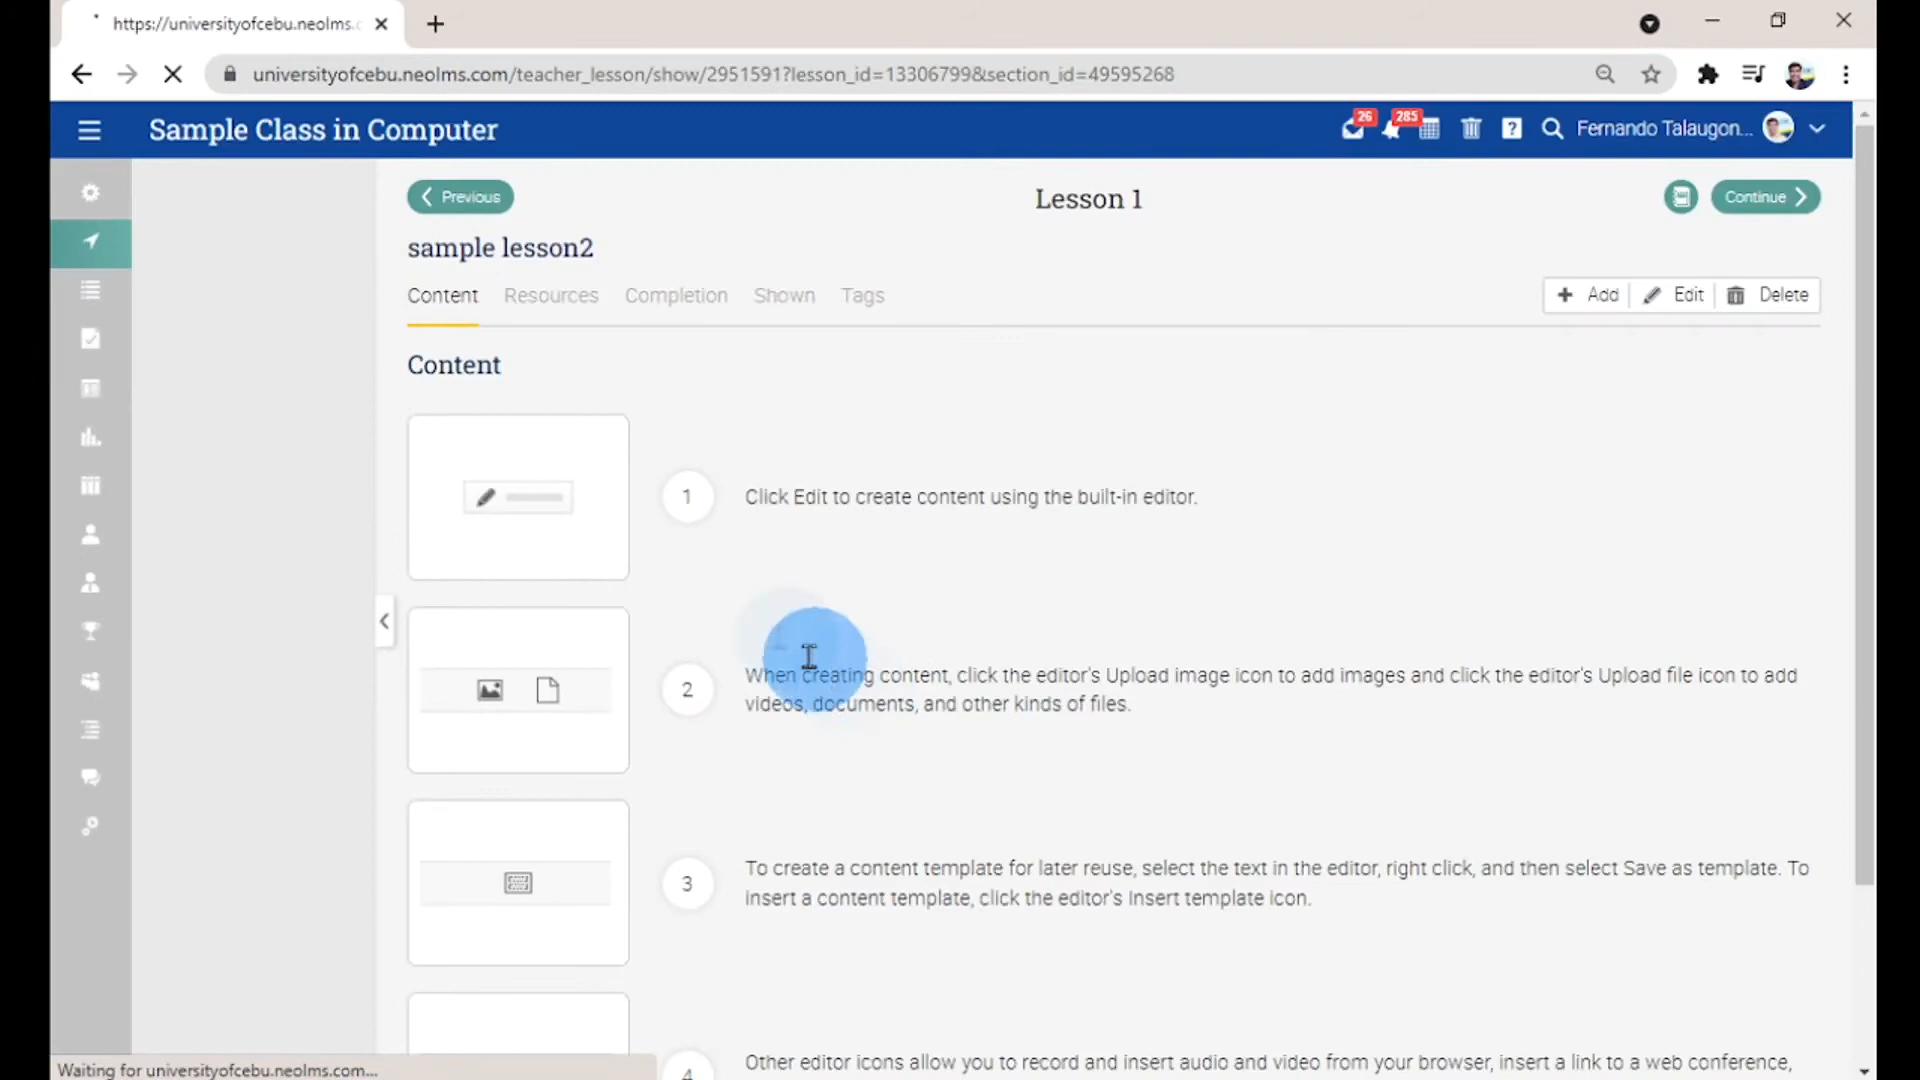 https://universityofcebu.neolms.c
universityofcebu.neolms.com/teacher_lesson/show/2951591?lesson_id=13306799&section_id=49595268
Sample Class in Computer
26
285
?
Fernando Talaugon...
Previous
Lesson 1
Continue
sample lesson2
Content Resources Completion Shown Tags
+ Add Edit Delete
Content
1
Click Edit to create content using the built-in editor.
2
When creating content, click the editor's Upload image icon to add images and click the editor's Upload file icon to add
videos, documents, and other kinds of files.
3
To create a content template for later reuse, select the text in the editor, right click, and then select Save as template. To
insert a content template, click the editor's Insert template icon.
4
Other editor icons allow you to record and insert audio and video from your browser, insert a link to a web conference,
Waiting for universityofcebu.neolms.com...